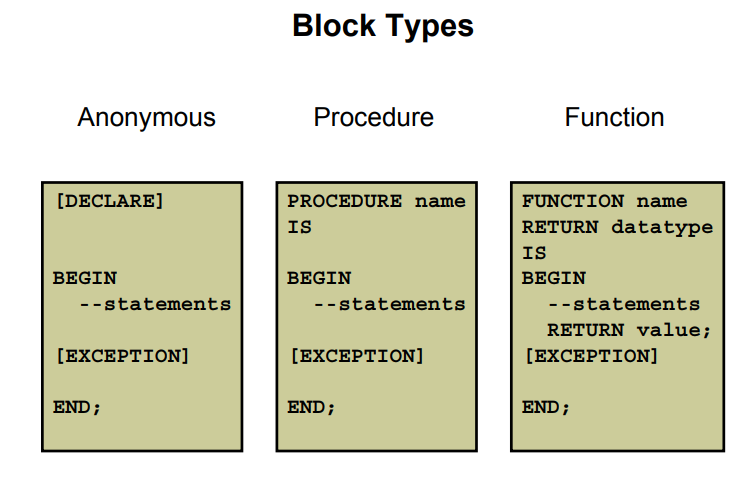 Block Types
Anonymous
Procedure
Function
[DECLARE]
BEGIN
--statements
[EXCEPTION]
END;
PROCEDURE name
IS
BEGIN
--statements
[EXCEPTION]
END;
FUNCTION name
RETURN datatype
IS
BEGIN
--statements
RETURN value;
[EXCEPTION]
END;